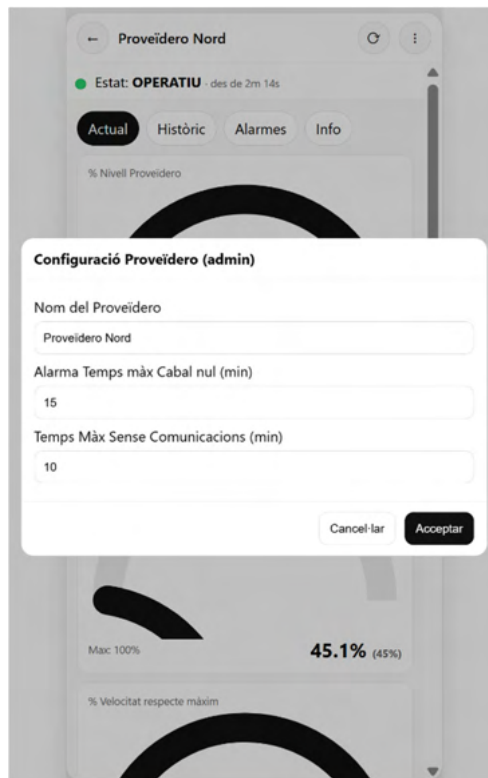 ← Proveïdero Nord
Estat: OPERATIU · des de 2m 14s
Actual Històric Alarmes Info
% Nivell Proveïdero
Configuració Proveïdero (admin)
Nom del Proveïdero
Proveïdero Nord
Alarma Temps màx Cabal nul (min)
15
Temps Màx Sense Comunicacions (min)
10
Cancel·lar Acceptar
Max: 100% 45.1% (45%)
% Velocitat respecte màxim